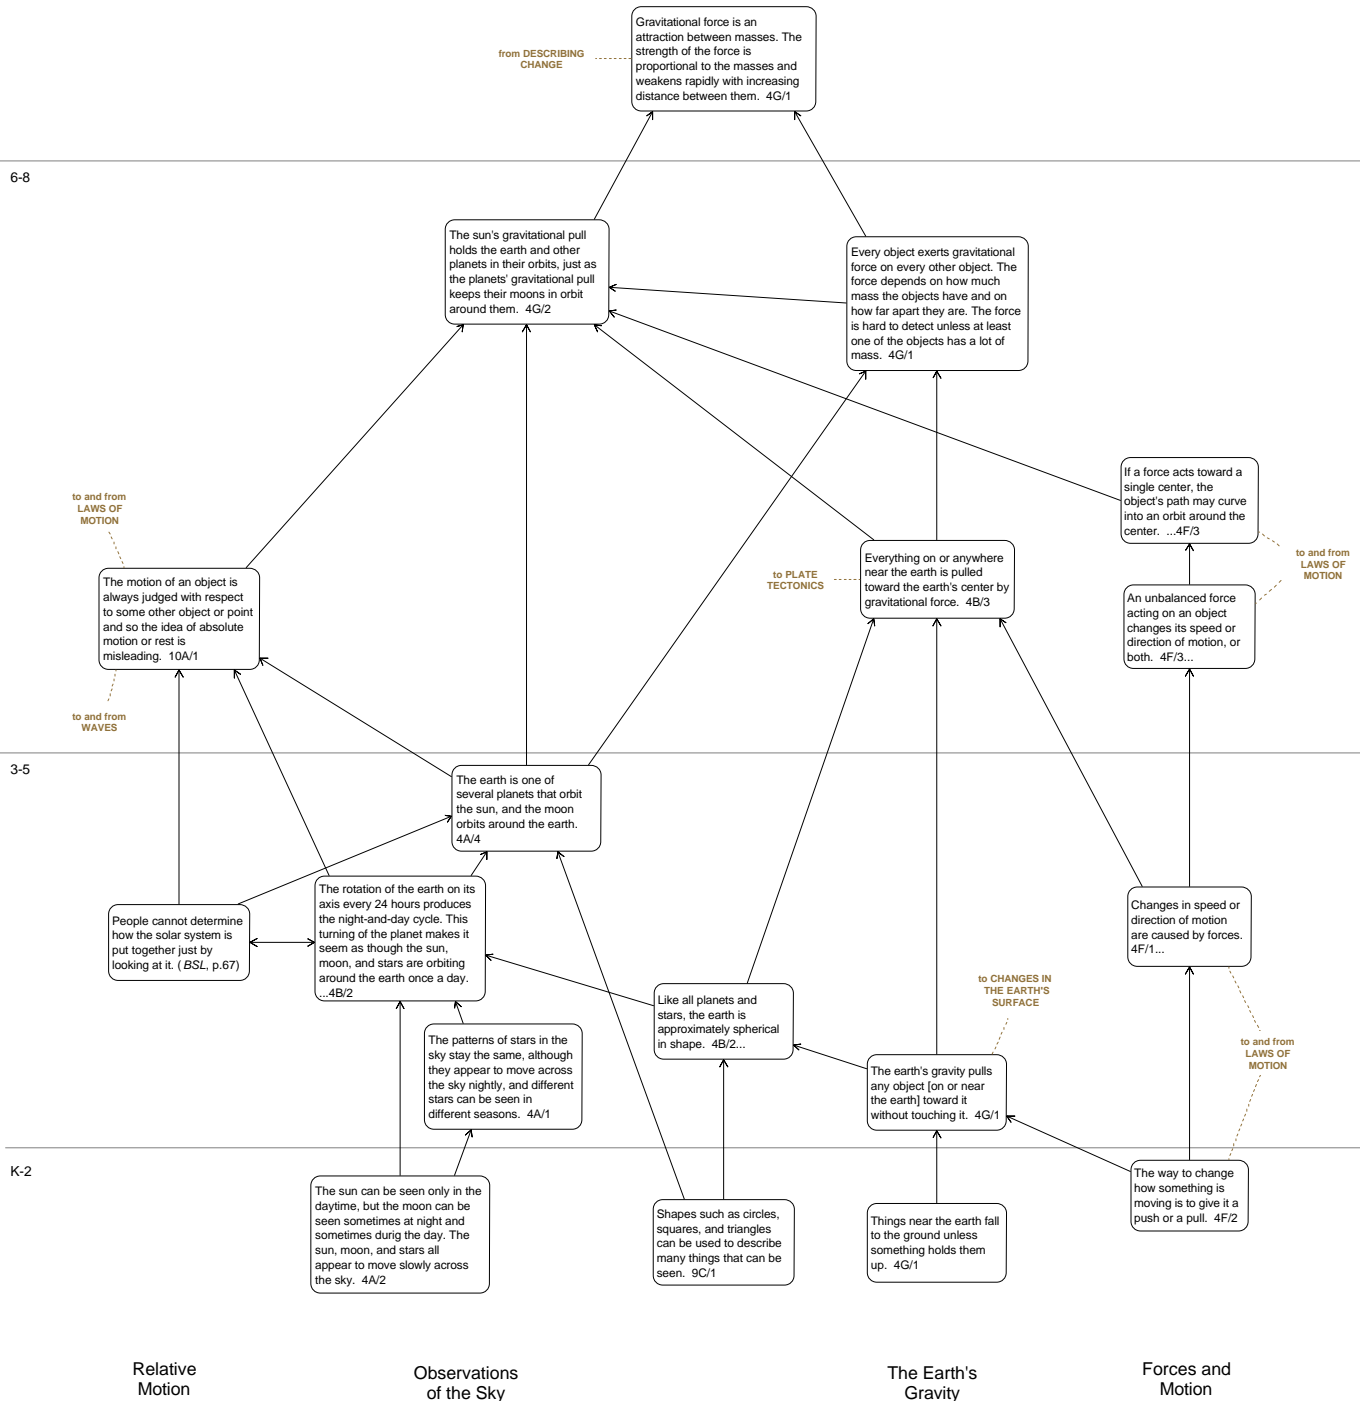 Gravitational force is an
attraction between masses. The
strength of the force is
proportional to the masses and
weakens rapidly with increasing
distance between them. 4G/1
from DESCRIBING
CHANGE
6-8
The sun's gravitational pull
holds the earth and other
planets in their orbits, just as
the planets' gravitational pull
keeps their moons in orbit
around them. 4G/2
Every object exerts gravitational
force on every other object. The
force depends on how much
mass the objects have and on
how far apart they are. The force
is hard to detect unless at least
one of the objects has a lot of
mass. 4G/1
If a force acts toward a
single center, the
object's path may curve
into an orbit around the
center. ...4F/3
to and from
LAWS OF
MOTION
The motion of an object is
always judged with respect
to some other object or point
and so the idea of absolute
motion or rest is
misleading. 10A/1
to PLATE
TECTONICS
Everything on or anywhere
near the earth is pulled
toward the earth's center by
gravitational force. 4B/3
to and from
LAWS OF
MOTION
An unbalanced force
acting on an object
changes its speed or
direction of motion, or
both. 4F/3...
to and from
WAVES
3-5
The earth is one of
several planets that orbit
the sun, and the moon
orbits around the earth.
4A/4
People cannot determine
how the solar system is
put together just by
looking at it. (BSL, p.67)
The rotation of the earth on its
axis every 24 hours produces
the night-and-day cycle. This
turning of the planet makes it
seem as though the sun,
moon, and stars are orbiting
around the earth once a day.
...4B/2
Changes in speed or
direction of motion
are caused by forces.
4F/1...
to CHANGES IN
THE EARTH'S
SURFACE
Like all planets and
stars, the earth is
approximately spherical
in shape. 4B/2...
The patterns of stars in the
sky stay the same, although
they appear to move across
the sky nightly, and different
stars can be seen in
different seasons. 4A/1
The earth's gravity pulls
any object [on or near
the earth] toward it
without touching it. 4G/1
to and from
LAWS OF
MOTION
K-2
The sun can be seen only in the
daytime, but the moon can be
seen sometimes at night and
sometimes durig the day. The
sun, moon, and stars all
appear to move slowly across
the sky. 4A/2
Shapes such as circles,
squares, and triangles
can be used to describe
many things that can be
seen. 9C/1
Things near the earth fall
to the ground unless
something holds them
up. 4G/1
The way to change
how something is
moving is to give it a
push or a pull. 4F/2
Relative
Motion
Observations
of the Sky
The Earth's
Gravity
Forces and
Motion